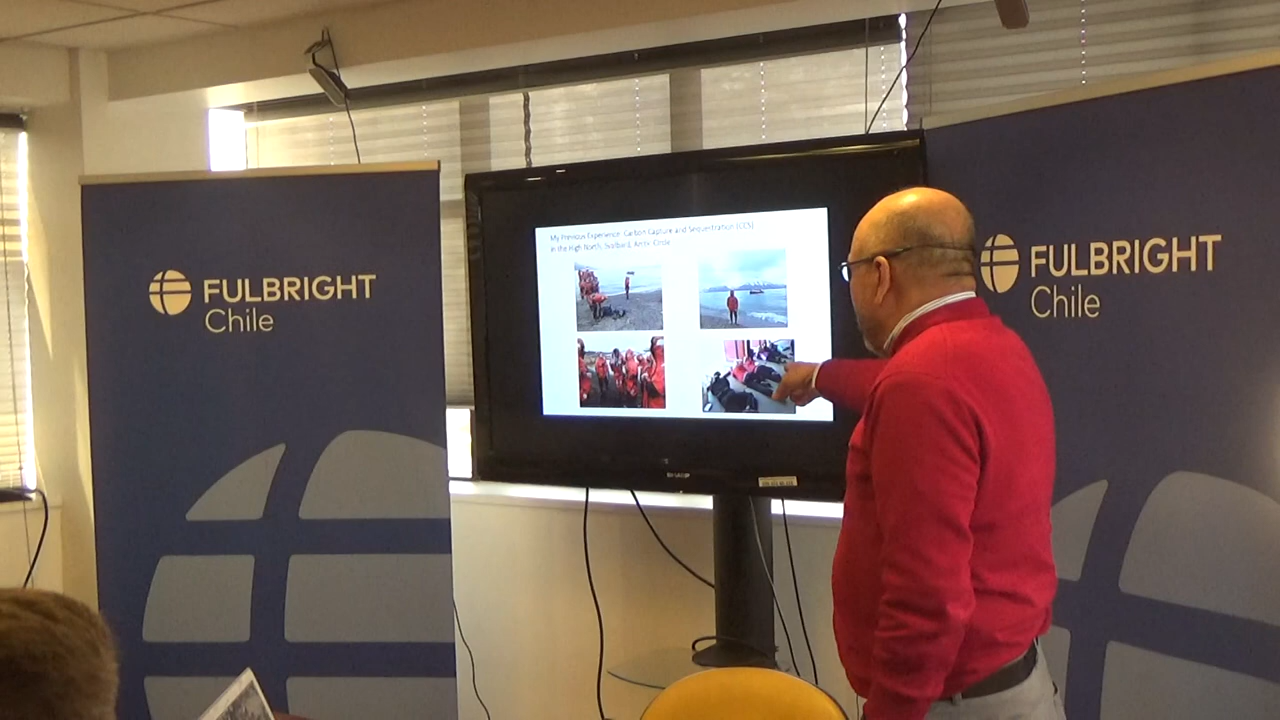 FULBRIGHT
Chile
My Previous Experience: Carbon Capture and Sequestration (CCS)
in the High North, Svalbard, Arctic Circle
SHARP
FULBRIGHT
Chile